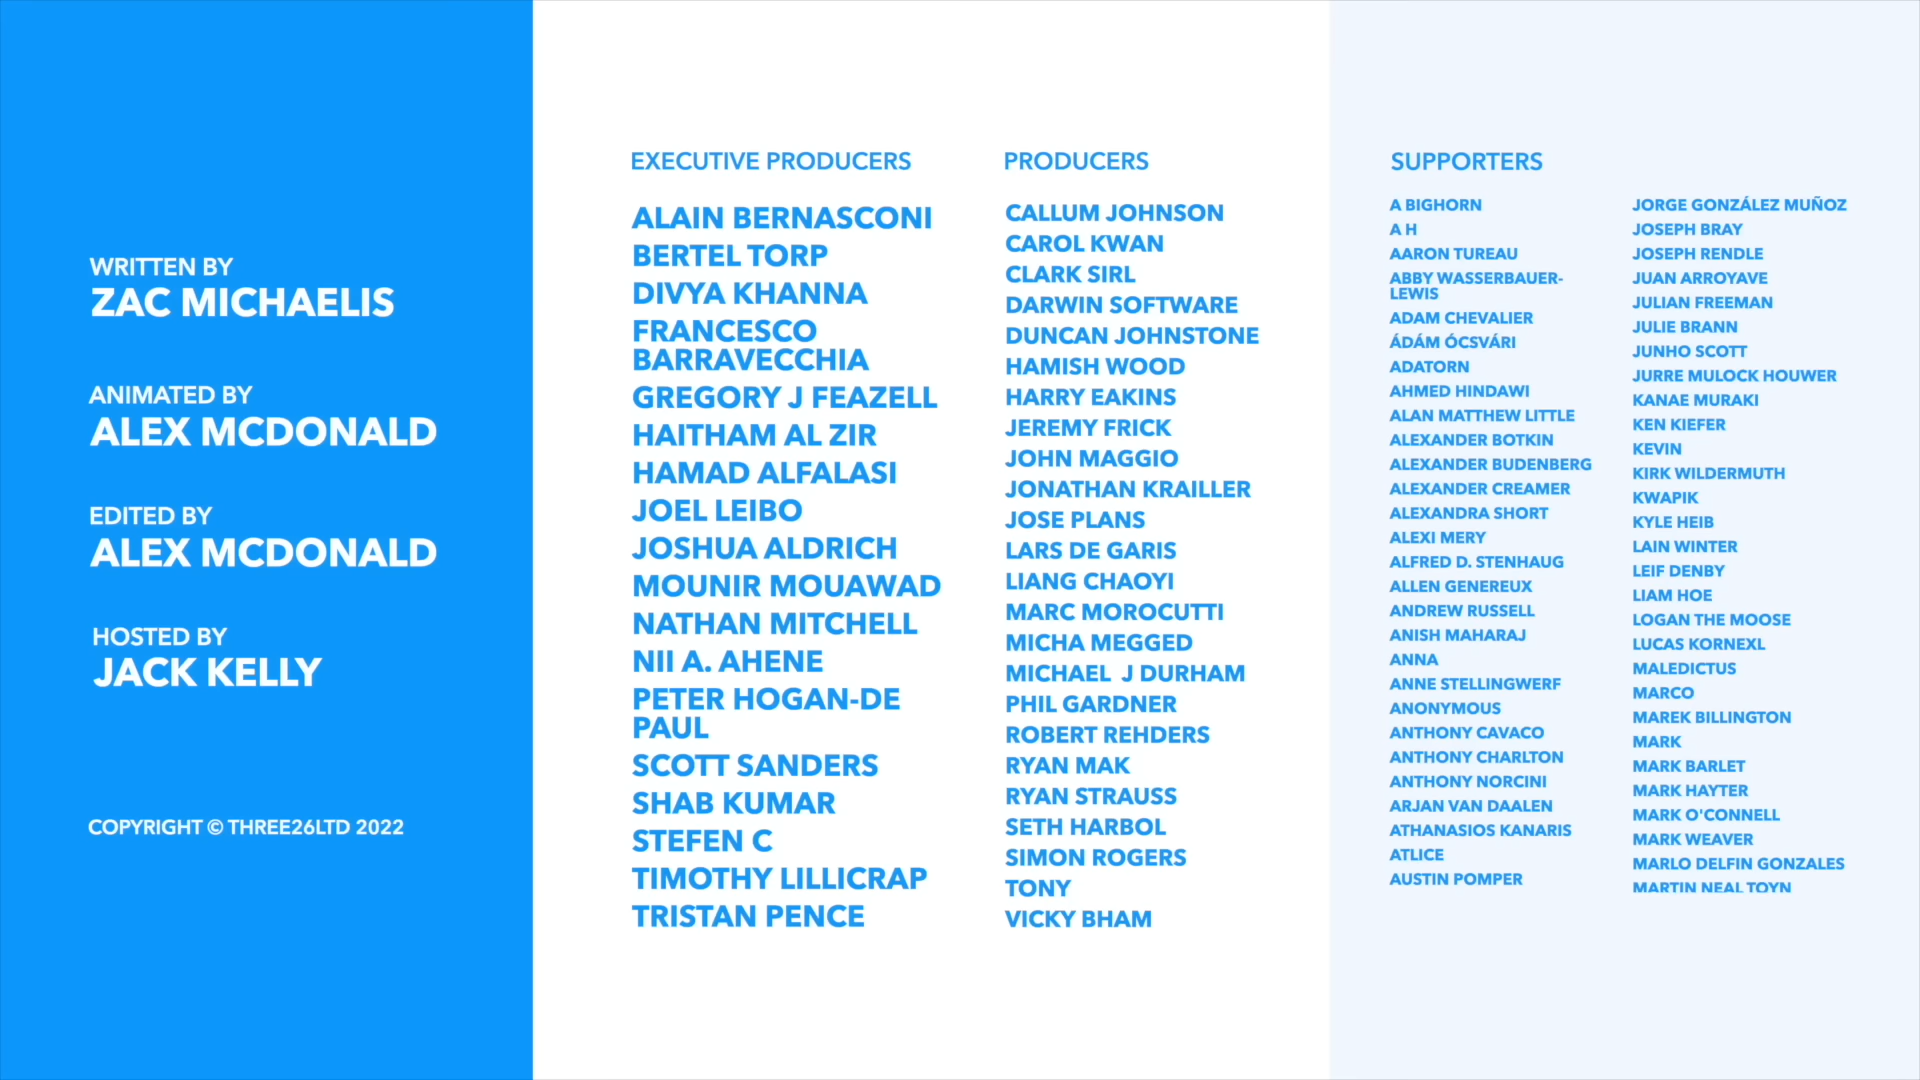 WRITTEN BY
ZAC MICHAELIS
ANIMATED BY
ALEX MCDONALD
EDITED BY
ALEX MCDONALD
HOSTED BY
JACK KELLY
COPYRIGHT © THREE26LTD 2022
EXECUTIVE PRODUCERS
ALAIN BERNASCONI
BERTEL TORP
DIVYA KHANNA
FRANCESCO
BARRAVECCHIA
GREGORY J FEAZELL
HAITHAM AL ZIR
HAMAD ALFALASI
JOEL LEIBO
JOSHUA ALDRICH
MOUNIR MOUAWAD
NATHAN MITCHELL
NII A. AHENE
PETER HOGAN-DE
PAUL
SCOTT SANDERS
SHAB KUMAR
STEFEN C
TIMOTHY LILLICRAP
TRISTAN PENCE
PRODUCERS
CALLUM JOHNSON
CAROL KWAN
CLARK SIRL
DARWIN SOFTWARE
DUNCAN JOHNSTONE
HAMISH WOOD
HARRY EAKINS
JEREMY FRICK
JOHN MAGGIO
JONATHAN KRAILLER
JOSE PLANS
LARS DE GARIS
LIANG CHAOYI
MARC MOROCUTTI
MICHA MEGGED
MICHAEL  J DURHAM
PHIL GARDNER
ROBERT REHDERS
RYAN MAK
RYAN STRAUSS
SETH HARBOL
SIMON ROGERS
TONY
VICKY BHAM
SUPPORTERS
A BIGHORN
A H
AARON TUREAU
ABBY WASSERBAUER-
LEWIS
ADAM CHEVALIER
ÁDÁM ÓCSVÁRI
ADATORN
AHMED HINDAWI
ALAN MATTHEW LITTLE
ALEXANDER BOTKIN
ALEXANDER BUDENBERG
ALEXANDER CREAMER
ALEXANDRA SHORT
ALEXI MERY
ALFRED D. STENHAUG
ALLEN GENEREUX
ANDREW RUSSELL
ANISH MAHARAJ
ANNA
ANNE STELLINGWERF
ANONYMOUS
ANTHONY CAVACO
ANTHONY CHARLTON
ANTHONY NORCINI
ARJAN VAN DAALEN
ATHANASIOS KANARIS
ATLICE
AUSTIN POMPER
JORGE GONZÁLEZ MUÑOZ
JOSEPH BRAY
JOSEPH RENDLE
JUAN ARROYAVE
JULIAN FREEMAN
JULIE BRANN
JUNHO SCOTT
JURRE MULOCK HOUWER
KANAE MURAKI
KEN KIEFER
KEVIN
KIRK WILDERMUTH
KWAPIK
KYLE HEIB
LAIN WINTER
LEIF DENBY
LIAM HOE
LOGAN THE MOOSE
LUCAS KORNEXL
MALEDICTUS
MARCO
MAREK BILLINGTON
MARK
MARK BARLET
MARK HAYTER
MARK O'CONNELL
MARK WEAVER
MARLO DELFIN GONZALES
MARTIN NEAL TOYN